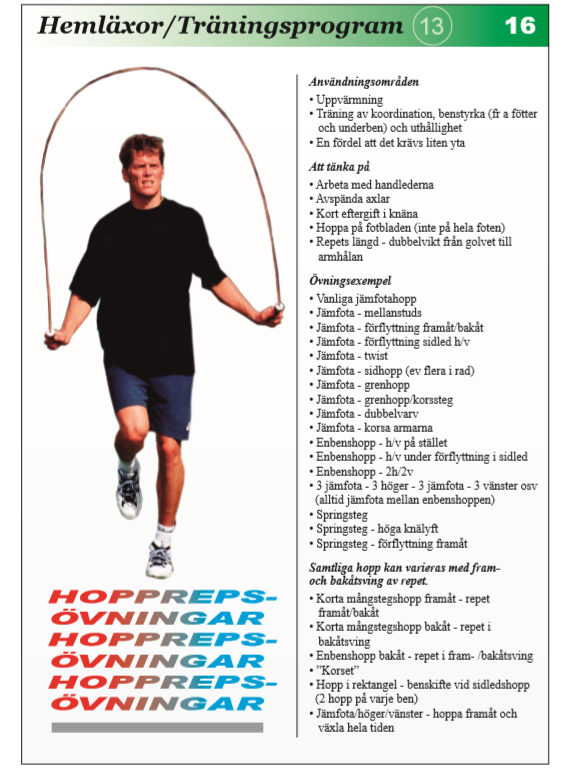 Hemläxor/Träningsprogram 13 16
Användningsområden
• Uppvärmning
• Träning av koordination, benstyrka (fr a fötter
och underben) och uthållighet
• En fördel att det krävs liten yta
Att tänka på
• Arbeta med handlederna
• Avspända axlar
• Kort eftergift i knäna
• Hoppa på fotbladen (inte på hela foten)
• Repets längd - dubbelvikt från golvet till
armhålan
Övningsexempel
• Vanliga jämfotahopp
• Jämfota - mellanstuds
• Jämfota - förflyttning framåt/bakåt
• Jämfota - förflyttning sidled h/v
• Jämfota - twist
• Jämfota - sidhopp (ev flera i rad)
• Jämfota - grenhopp
• Jämfota - grenhopp/korssteg
• Jämfota - dubbelvarv
• Jämfota - korsa armarna
• Enbenshopp - h/v på stället
• Enbenshopp - h/v under förflyttning i sidled
• Enbenshopp - 2h/2v
• 3 jämfota - 3 höger - 3 jämfota - 3 vänster osv
(alltid jämfota mellan enbenshoppen)
• Springsteg
• Springsteg - höga knälyft
• Springsteg - förflyttning framåt
Samtliga hopp kan varieras med fram-
och bakåtsving av repet.
• Korta mångstegshopp framåt - repet
framåt/bakåt
• Korta mångstegshopp bakåt - repet i
bakåtsving
• Enbenshopp bakåt - repet i fram- /bakåtsving
• ”Korset”
• Hopp i rektangel - benskifte vid sidledshopp
(2 hopp på varje ben)
• Jämfota/höger/vänster - hoppa framåt och
växla hela tiden
HOPPREPS-
ÖVNINGAR
HOPPREPS-
ÖVNINGAR
HOPPREPS-
ÖVNINGAR